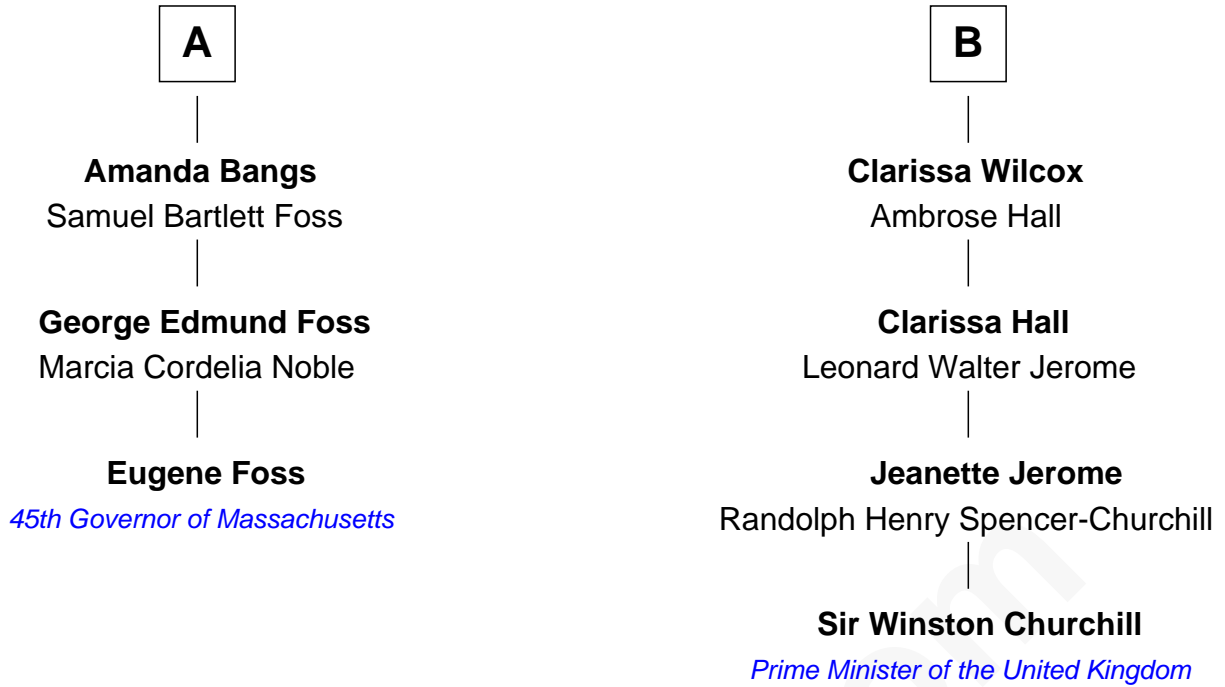 A
Amanda Bangs
Samuel Bartlett Foss
George Edmund Foss
Marcia Cordelia Noble
Eugene Foss
45th Governor of Massachusetts
B
Clarissa Wilcox
Ambrose Hall
Clarissa Hall
Leonard Walter Jerome
Jeanette Jerome
Randolph Henry Spencer-Churchill
Sir Winston Churchill
Prime Minister of the United Kingdom